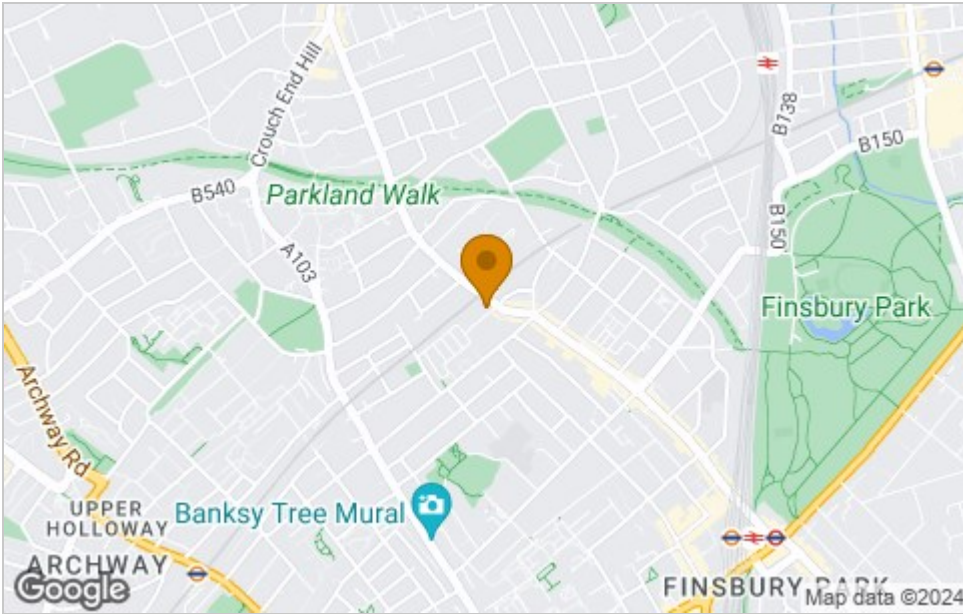 Crouch End Hill
B138
B150
B540
Parkland Walk
B150
A103
Finsbury Park
Archway Rd
Banksy Tree Mural
UPPER
HOLLOWAY
ARCHWAY
FINSBURY PARK
Google
Map data ©2024